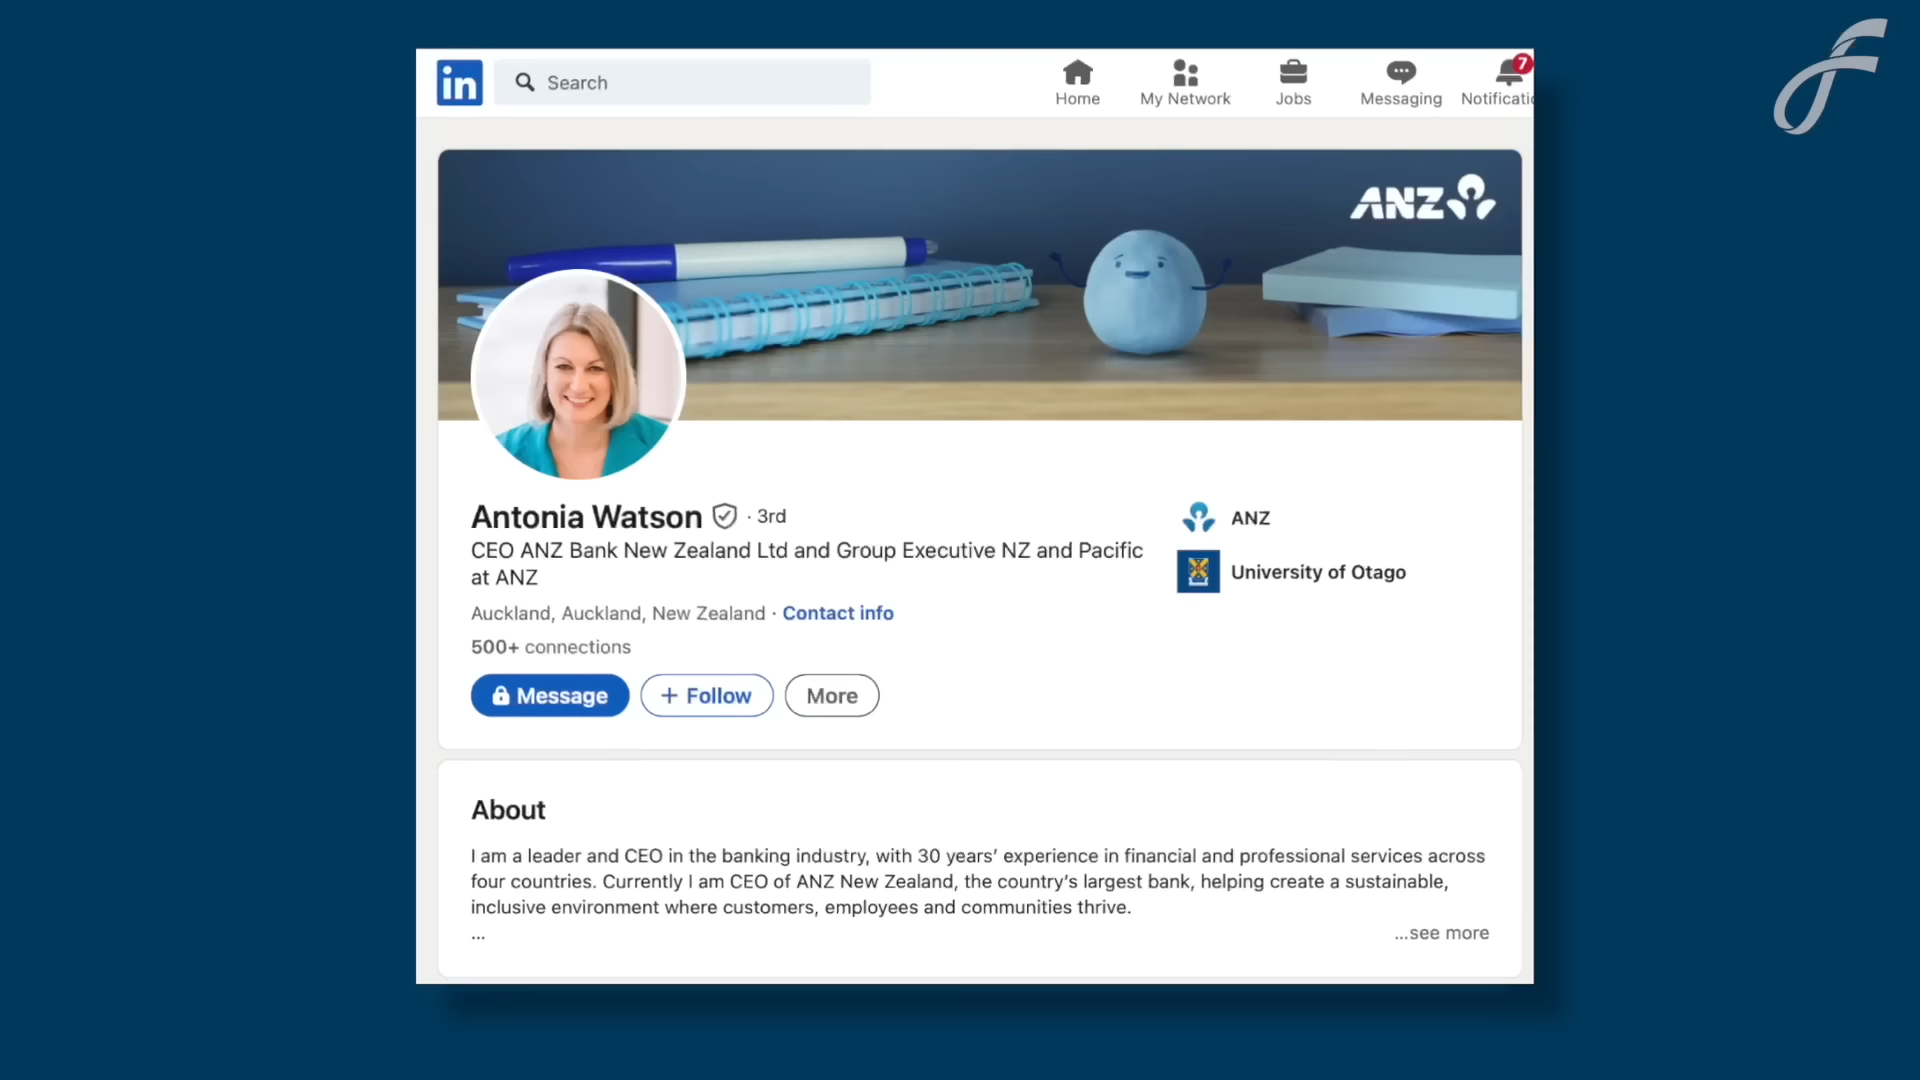 in
Search
Home
My Network
Jobs
Messaging
7
Notificatio
ANZ
Antonia Watson · 3rd
CEO ANZ Bank New Zealand Ltd and Group Executive NZ and Pacific
at ANZ
Auckland, Auckland, New Zealand · Contact info
500+ connections
Message
+ Follow
More
ANZ
University of Otago
About
I am a leader and CEO in the banking industry, with 30 years’ experience in financial and professional services across
four countries. Currently I am CEO of ANZ New Zealand, the country’s largest bank, helping create a sustainable,
inclusive environment where customers, employees and communities thrive.
...
...see more